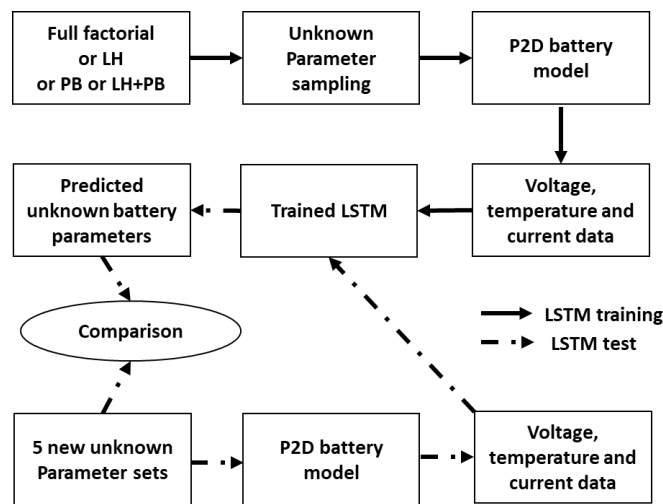 Full factorial
or LH
or PB or LH+PB
Unknown
Parameter
sampling
P2D battery
model
Predicted
unknown battery
parameters
Trained LSTM
Voltage,
temperature and
current data
Comparison
LSTM training
LSTM test
5 new unknown
Parameter sets
P2D battery
model
Voltage,
temperature and
current data